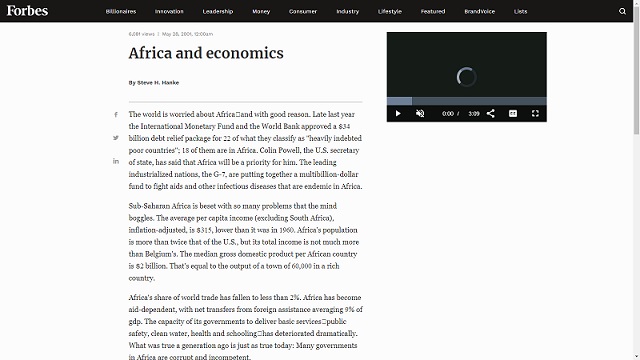 Forbes
Billionaires Innovation Leadership Money Consumer Industry Lifestyle Featured BrandVoice Lists
6,081 views | May 28, 2001, 12:00am
Africa and economics
By Steve H. Hanke
The world is worried about Africa□and with good reason. Late last year
the International Monetary Fund and the World Bank approved a $34
billion debt relief package for 22 of what they classify as "heavily indebted
poor countries"; 18 of them are in Africa. Colin Powell, the U.S. secretary
of state, has said that Africa will be a priority for him. The leading
industrialized nations, the G-7, are putting together a multibillion-dollar
fund to fight aids and other infectious diseases that are endemic in Africa.
Sub-Saharan Africa is beset with so many problems that the mind
boggles. The average per capita income (excluding South Africa),
inflation-adjusted, is $315, lower than it was in 1960. Africa's population
is more than twice that of the U.S., but its total income is not much more
than Belgium's. The median gross domestic product per African country
is $2 billion. That's equal to the output of a town of 60,000 in a rich
country.
Africa's share of world trade has fallen to less than 2%. Africa has become
aid-dependent, with net transfers from foreign assistance averaging 9% of
gdp. The capacity of its governments to deliver basic services□public
safety, clean water, health and schooling□has deteriorated dramatically.
What was true a generation ago is just as true today: Many governments
in Africa are corrupt and incompetent.
0:00 / 3:09